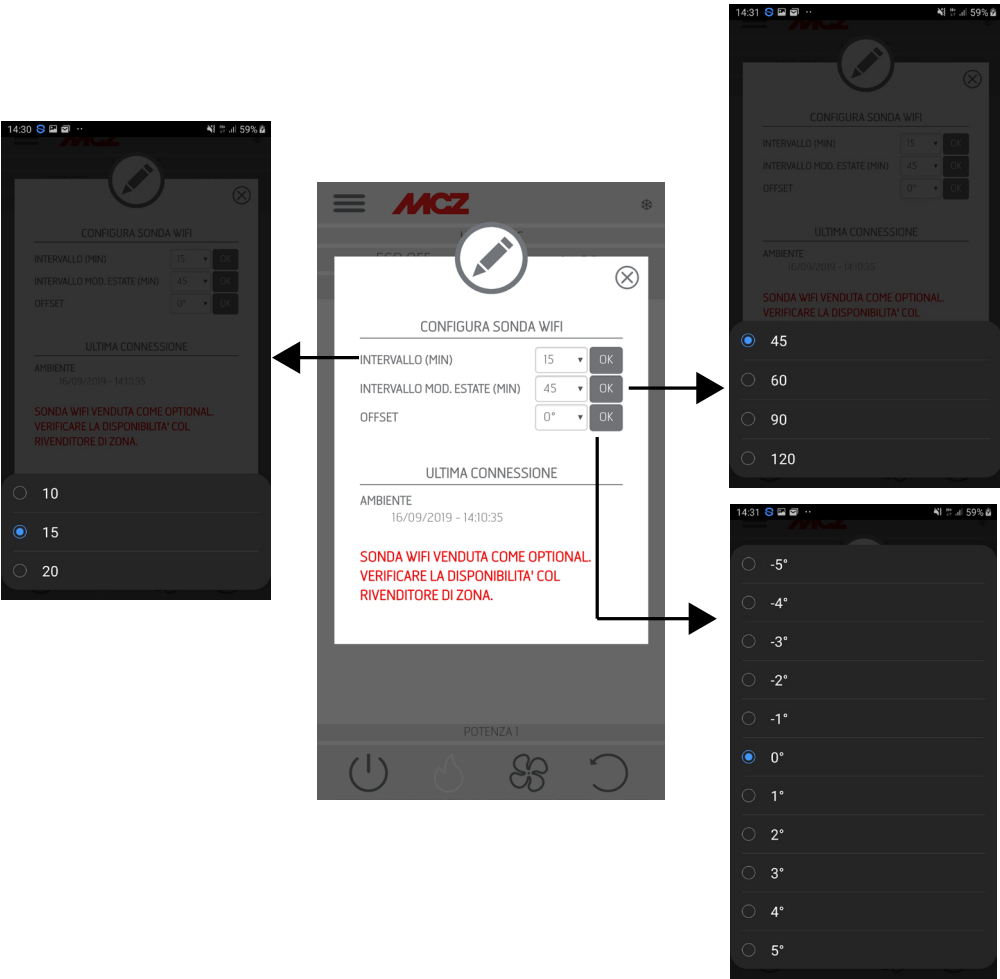 14:30
59%
MCZ
CONFIGURA SONDA WIFI
INTERVALLO (MIN) 15 OK
INTERVALLO MOD. ESTATE (MIN) 45 OK
OFFSET 0° OK
ULTIMA CONNESSIONE
AMBIENTE
16/09/2019 - 14:10:35
SONDA WIFI VENDUTA COME OPTIONAL.
VERIFICARE LA DISPONIBILITA' COL
RIVENDITORE DI ZONA.
10
15
20
MCZ
CONFIGURA SONDA WIFI
INTERVALLO (MIN) 15 OK
INTERVALLO MOD. ESTATE (MIN) 45 OK
OFFSET 0° OK
ULTIMA CONNESSIONE
AMBIENTE
16/09/2019 - 14:10:35
SONDA WIFI VENDUTA COME OPTIONAL.
VERIFICARE LA DISPONIBILITA' COL
RIVENDITORE DI ZONA.
POTENZA 1
14:31
59%
MCZ
CONFIGURA SONDA WIFI
INTERVALLO (MIN) 15 OK
INTERVALLO MOD. ESTATE (MIN) 45 OK
OFFSET 0° OK
ULTIMA CONNESSIONE
AMBIENTE
16/09/2019 - 14:10:35
SONDA WIFI VENDUTA COME OPTIONAL.
VERIFICARE LA DISPONIBILITA' COL
45
60
90
120
14:31
59%
-5°
-4°
-3°
-2°
-1°
0°
1°
2°
3°
4°
5°